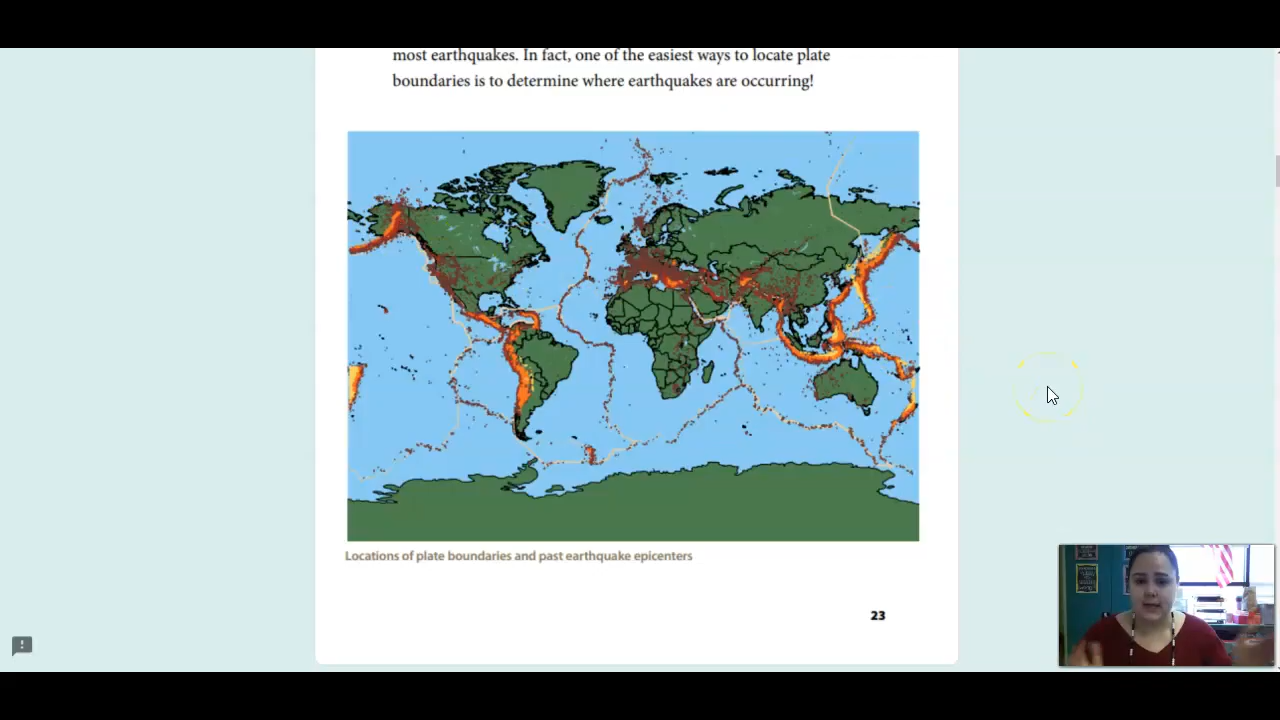 most earthquakes. In fact, one of the easiest ways to locate plate
boundaries is to determine where earthquakes are occurring!
Locations of plate boundaries and past earthquake epicenters
23